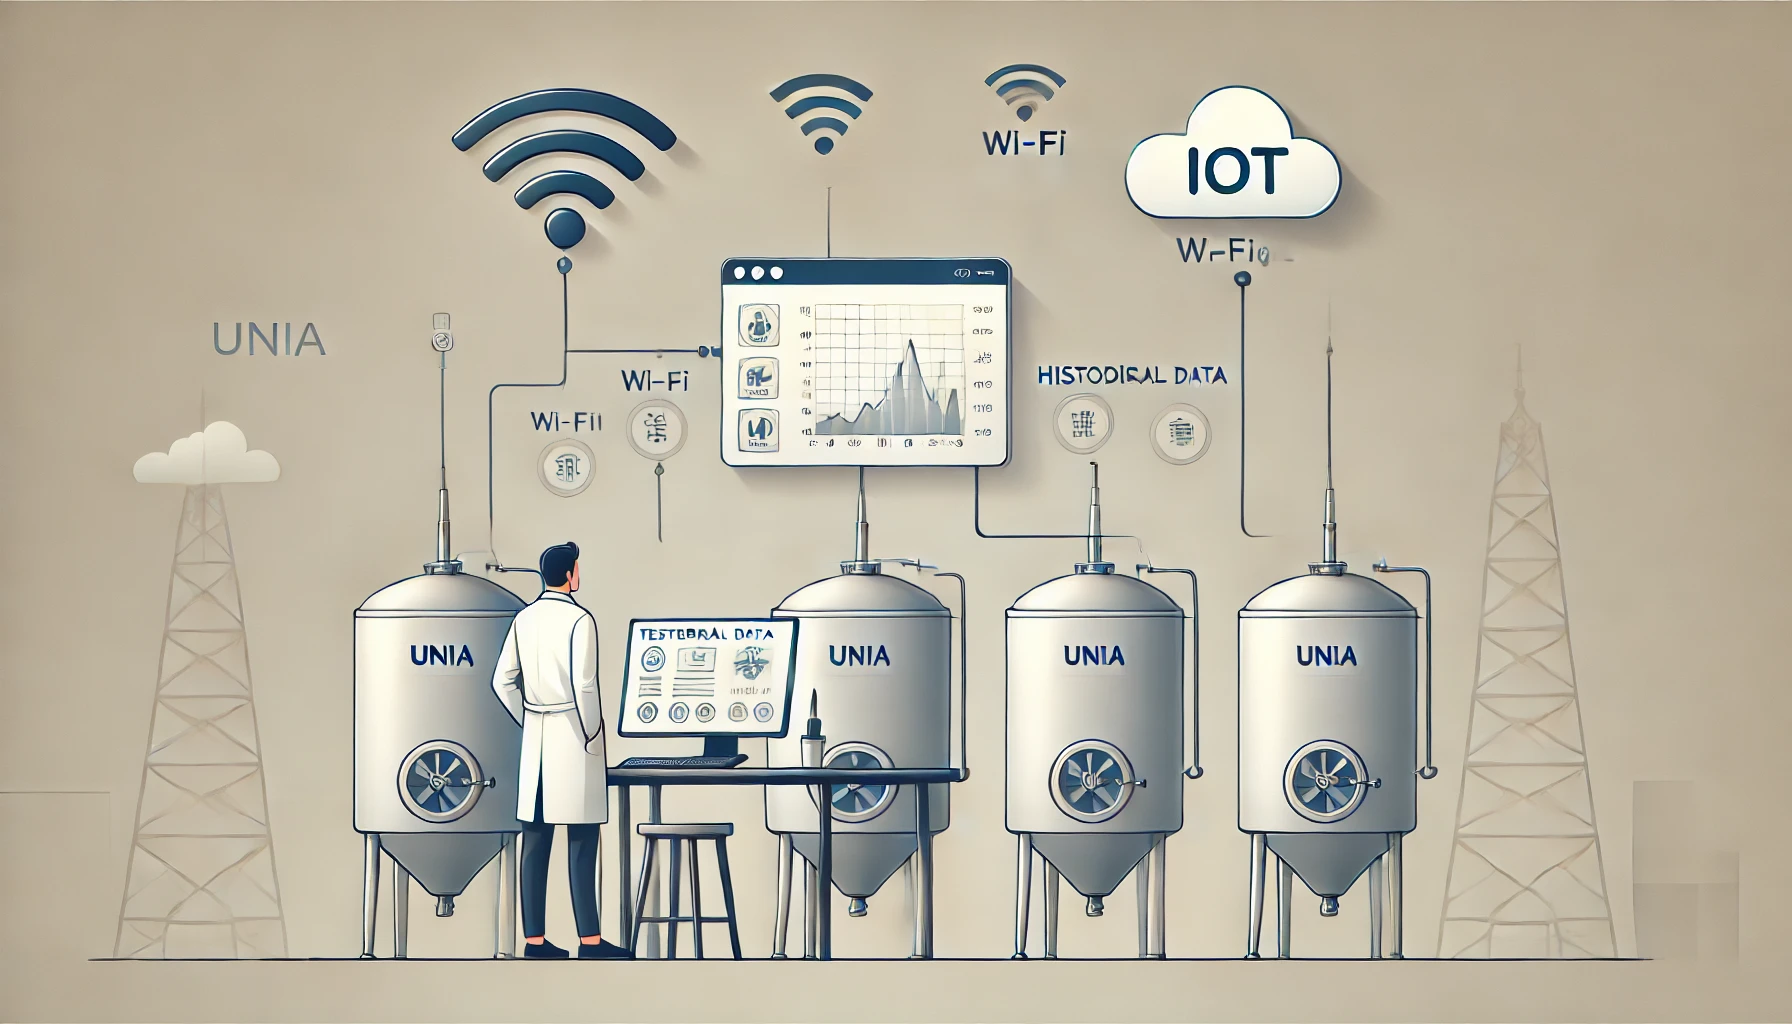 WI-Fi
IOT
W-Fi
UNIA
WI-Fi
HISTODIRAL DATA
WI-FII
TESTEBRAL DATA
UNIA
UNIA
UNIA
UNIA